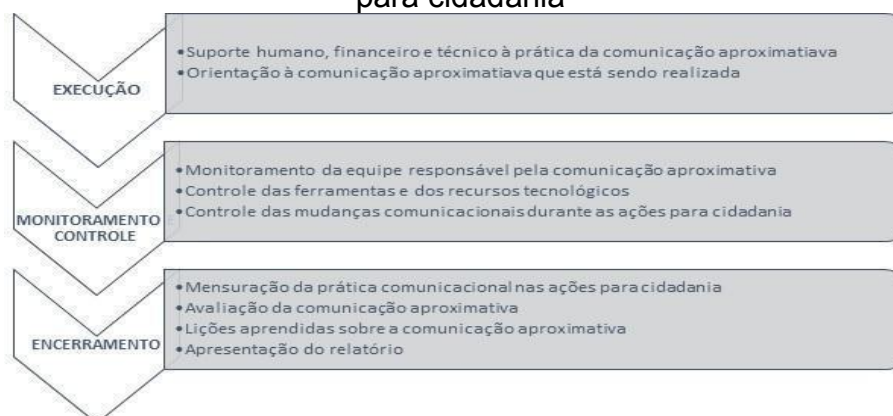 para cidadania
•Suporte humano, financeiro e técnico à prática da comunicação aproximatiava
•Orientação à comunicação aproximatiava que está sendo realizada
EXECUÇÃO
•Monitoramento da equipe responsável pela comunicação aproximativa
•Controle das ferramentas e dos recursos tecnológicos
•Controle das mudanças comunicacionais durante as ações para cidadania
MONITORAMENTO E
CONTROLE
•Mensuração da prática comunicacional nas ações para cidadania
•Avaliação da comunicação aproximativa
•Lições aprendidas sobre a comunicação aproximativa
•Apresentação do relatório
ENCERRAMENTO